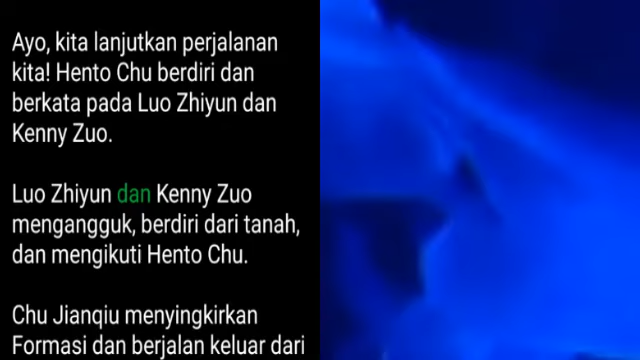 Ayo, kita lanjutkan perjalanan
kita! Hento Chu berdiri dan
berkata pada Luo Zhiyun dan
Kenny Zuo.
Luo Zhiyun dan Kenny Zuo
mengangguk, berdiri dari tanah,
dan mengikuti Hento Chu.
Chu Jianqiu menyingkirkan
Formasi dan berjalan keluar dari